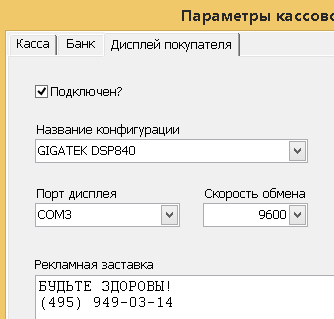 Параметры кассово
Касса Банк Дисплей покупателя
Подключен?
Название конфигурации
GIGATEK DSP840
Порт дисплея Скорость обмена
COM3 9600
Рекламная заставка
БУДЬТЕ ЗДОРОВЫ!
(495) 949-03-14